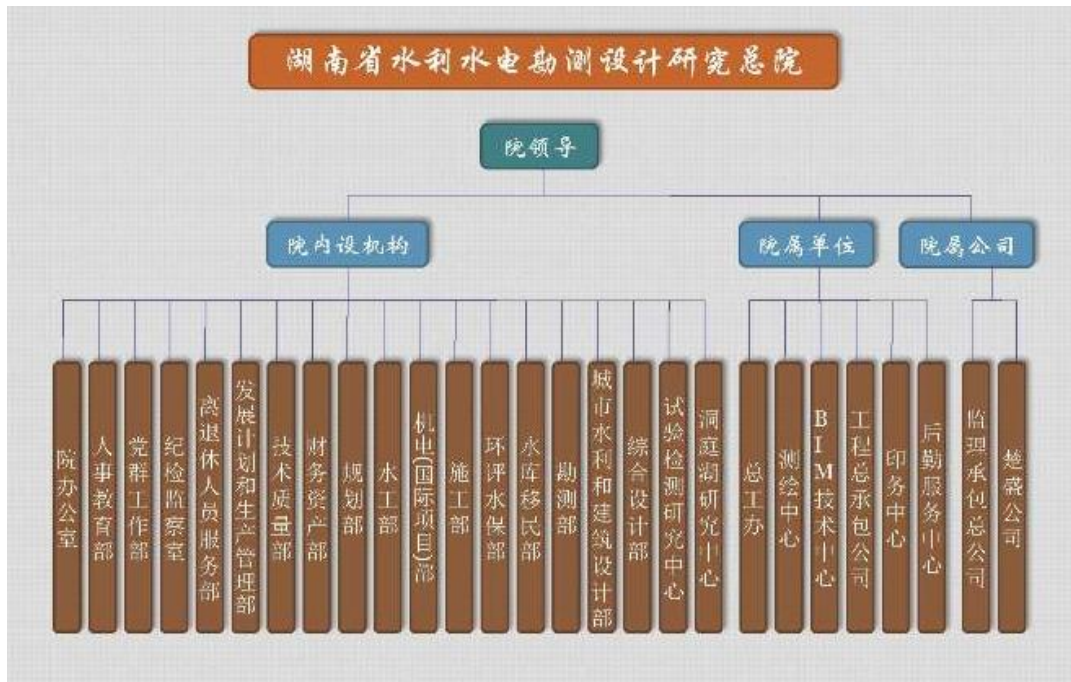 湖南省水利水电勘测设计研究总院
院领导
院内设机构
院属单位
院属公司
院办公室
人事教育部
党群工作部
纪检监察室
离退休人员服务部
发展计划和生产管理部
技术质量部
财务资产部
规划部
水工部
机电(国际项目)部
施工部
环评水保部
水库移民部
勘测部
城市水利和建筑设计部
综合设计部
试验检测研究中心
洞庭湖研究中心
总工办
测绘中心
BIM技术中心
工程总承包公司
印务中心
后勤服务中心
监理承包总公司
楚盛公司